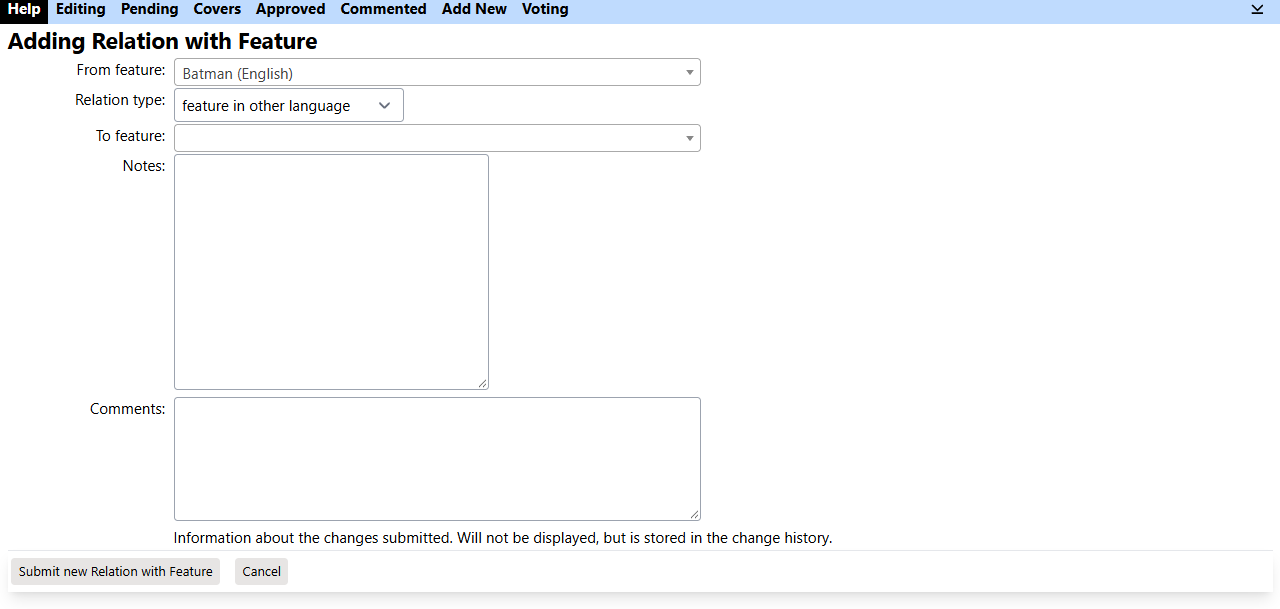 Help Editing Pending Covers Approved Commented Add New Voting
Adding Relation with Feature
From feature: Batman (English)
Relation type: feature in other language
To feature:
Notes:
Comments:
Information about the changes submitted. Will not be displayed, but is stored in the change history.
Submit new Relation with Feature Cancel